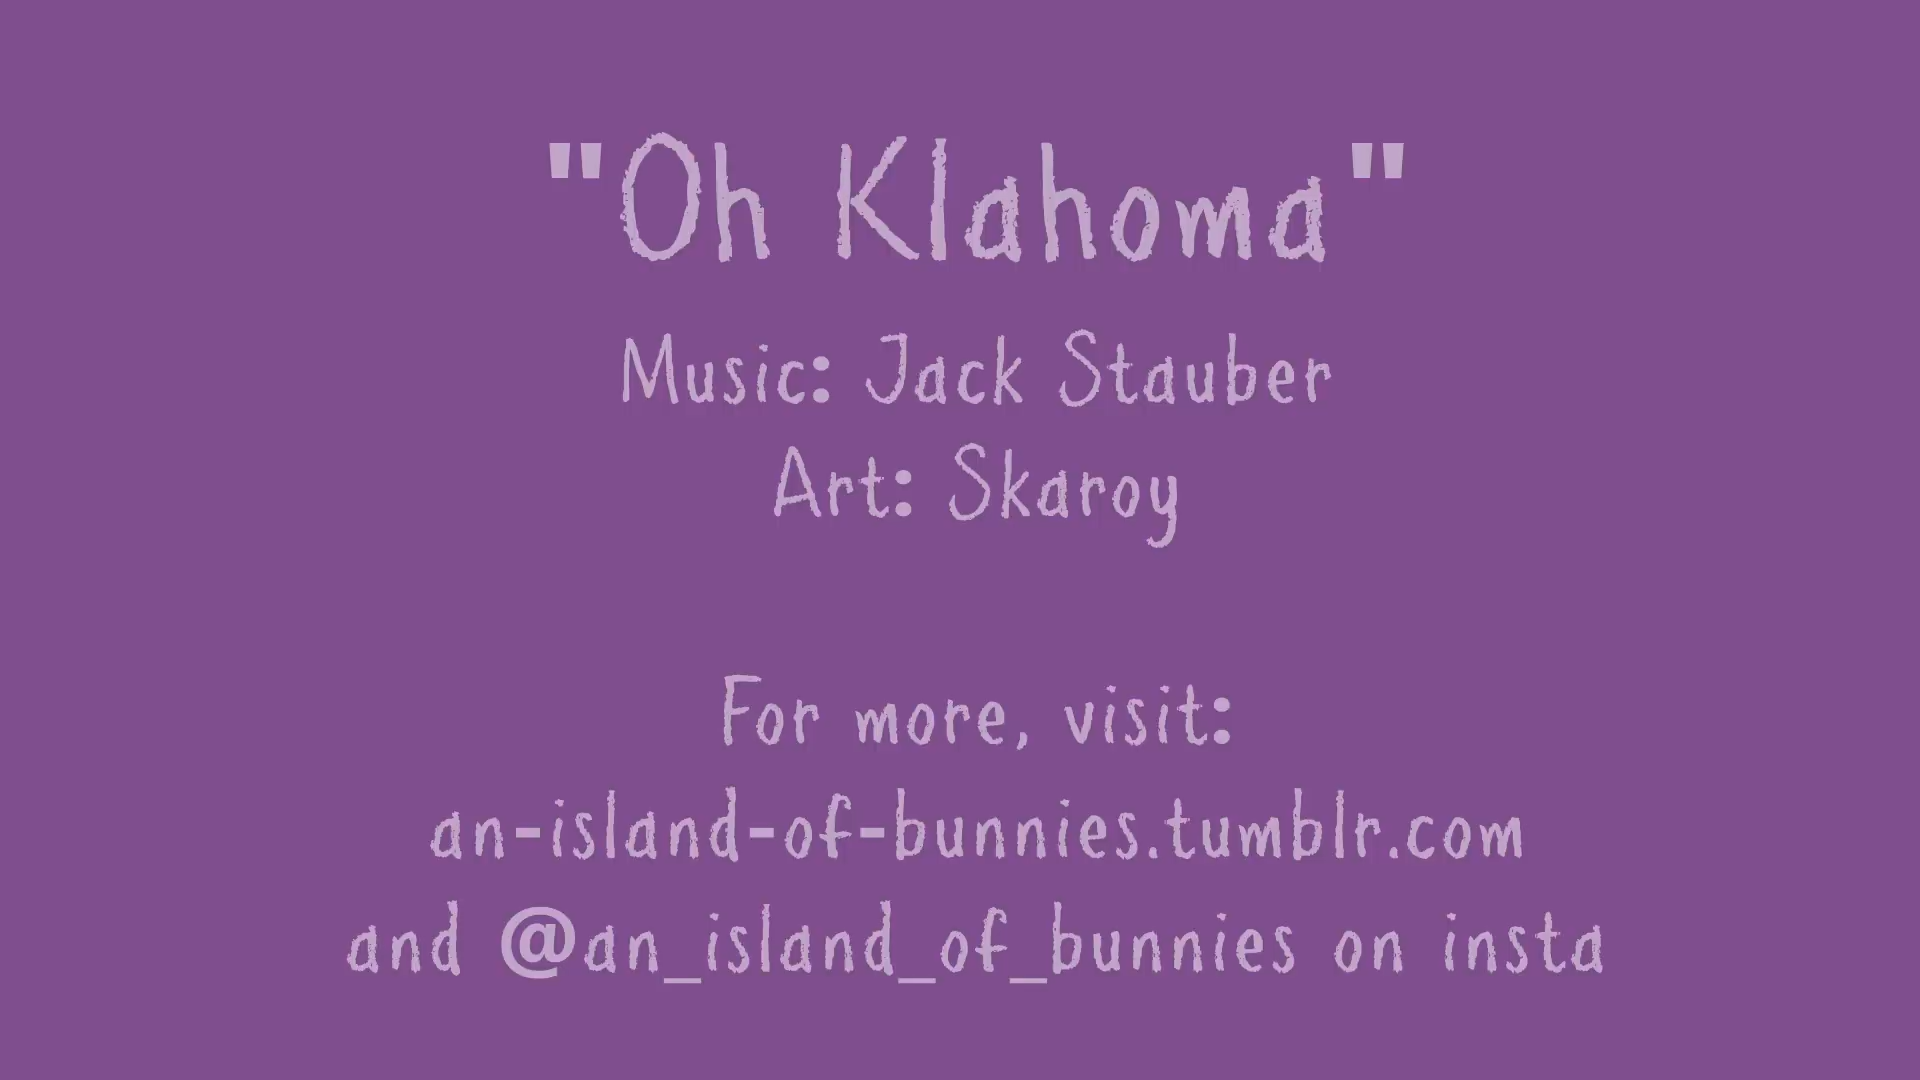 "Oh Klahoma"
Music: Jack Stauber
Art: Skaroy
For more, visit:
an-island-of-bunnies.tumblr.com
and @an_island_of_bunnies on insta